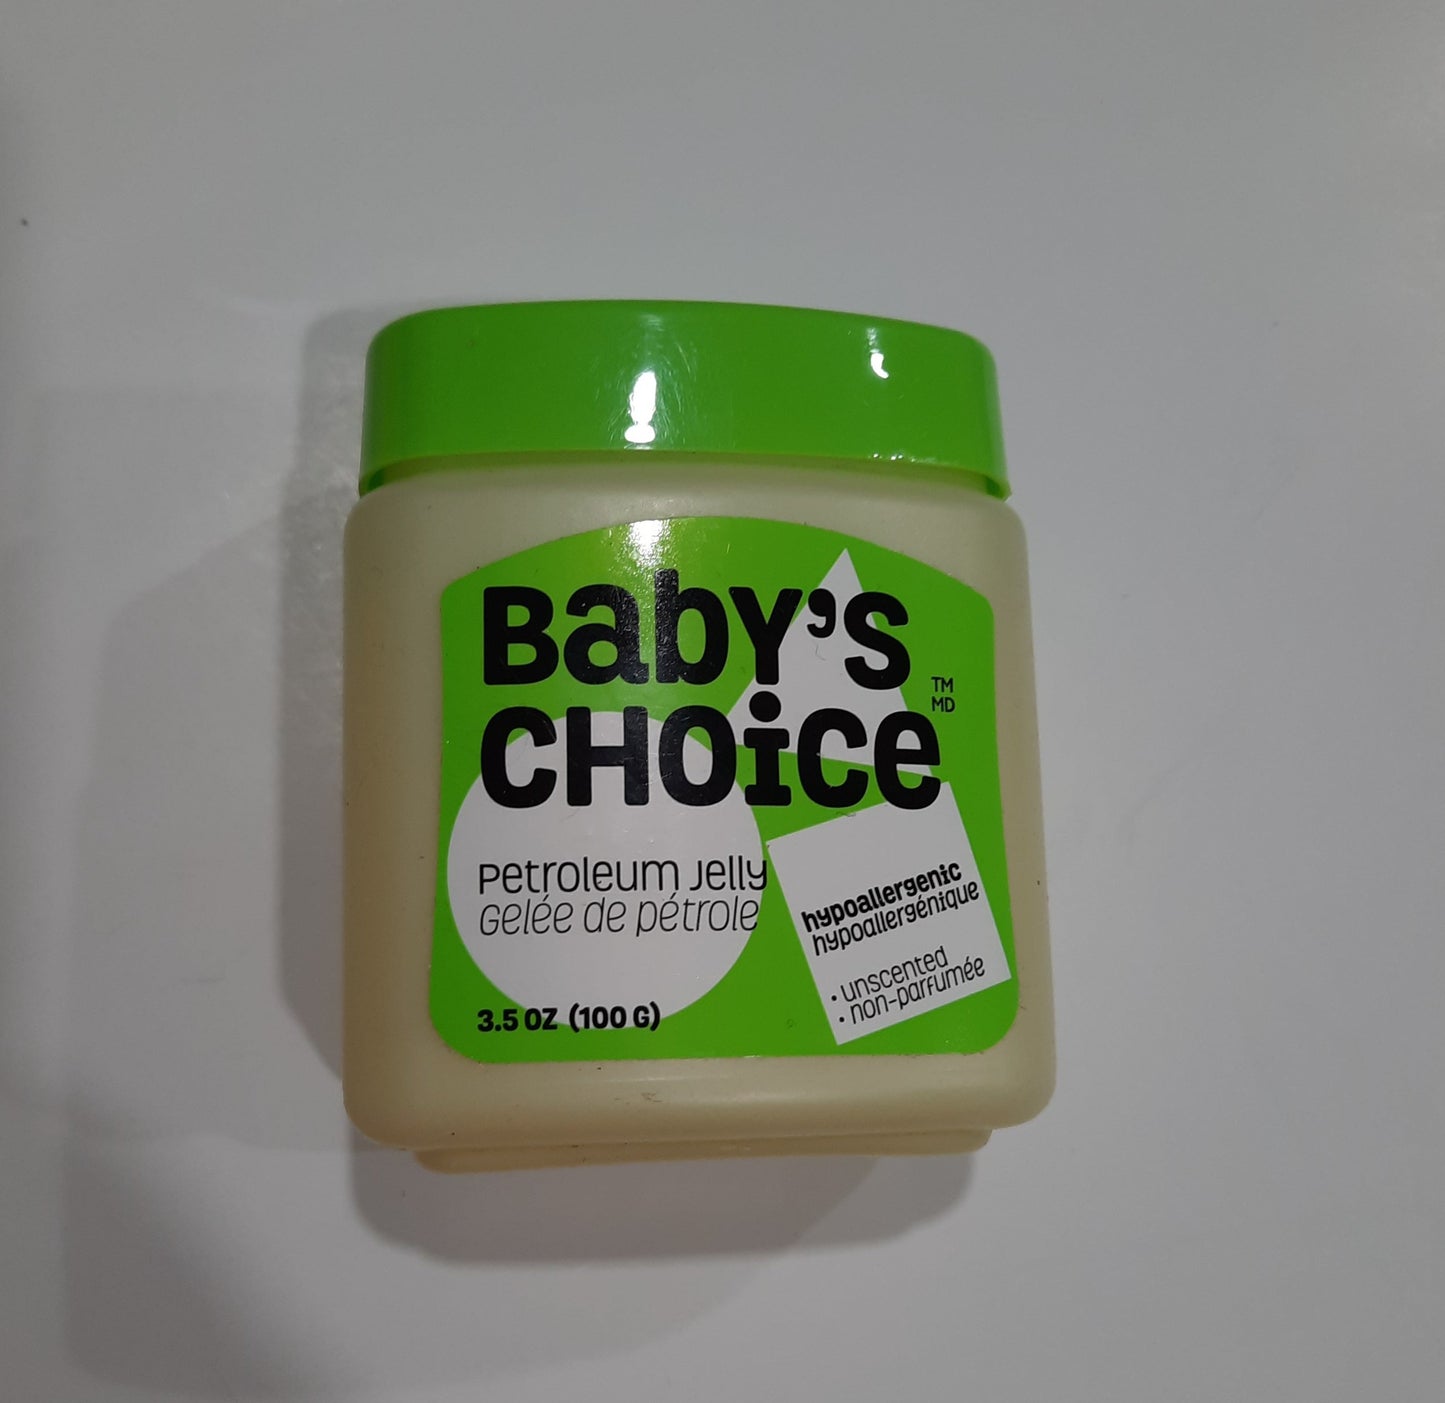 Baby's
CHOice
TM
MD
Petroleum Jelly
Gelée de pétrole
hypoallergenic
hypoallergénique
• unscented
• non-parfumée
3.5 OZ (100 G)